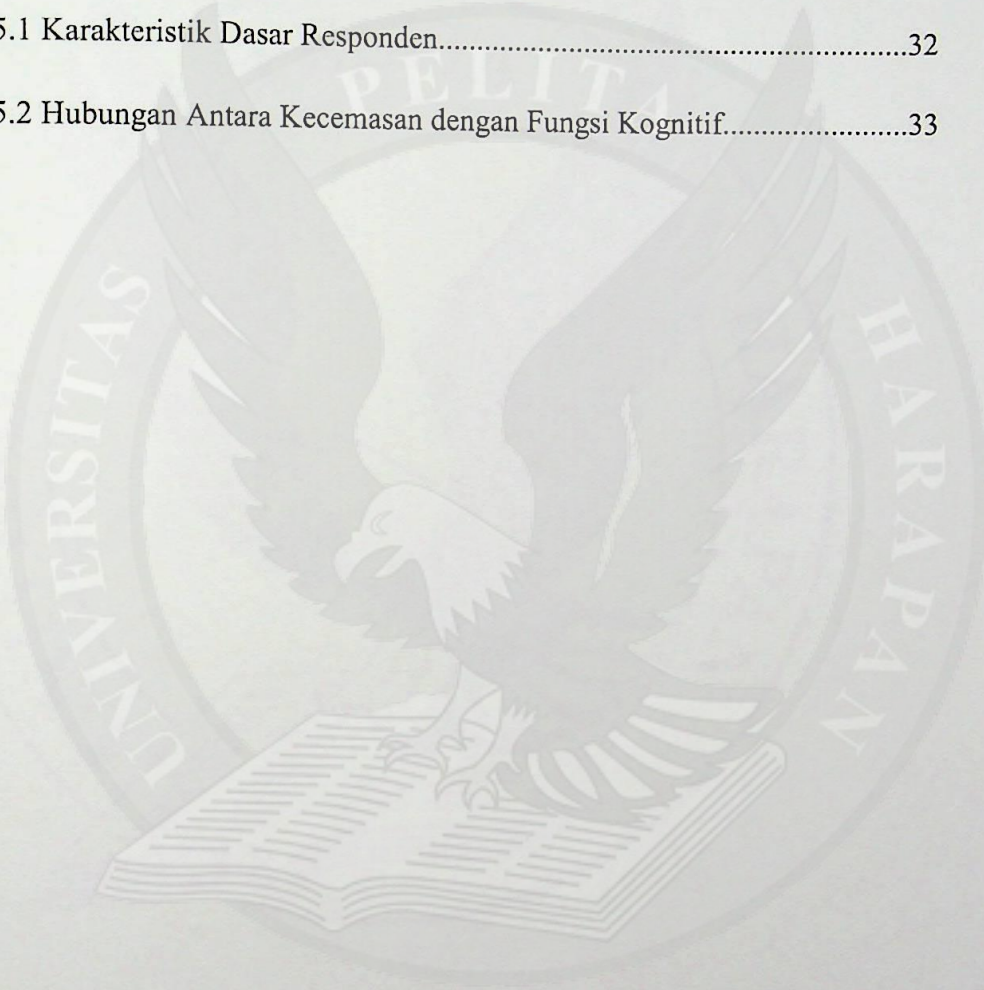 5.1 Karakteristik Dasar Responden..............................................................32
5.2 Hubungan Antara Kecemasan dengan Fungsi Kognitif........................33
UNIVERSITAS PELITA HARAPAN